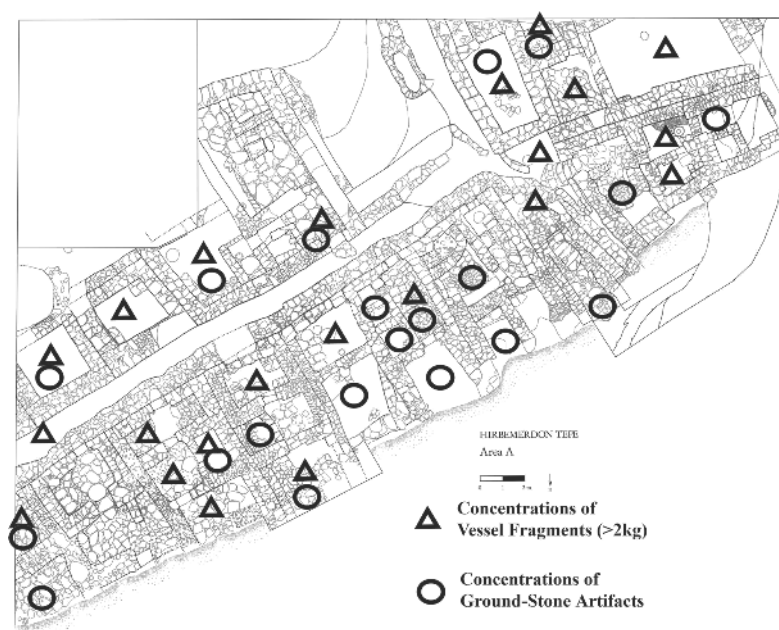 HIRBEMERDON TEPE
Area A
Concentrations of
Vessel Fragments (>2kg)
Concentrations of
Ground-Stone Artifacts